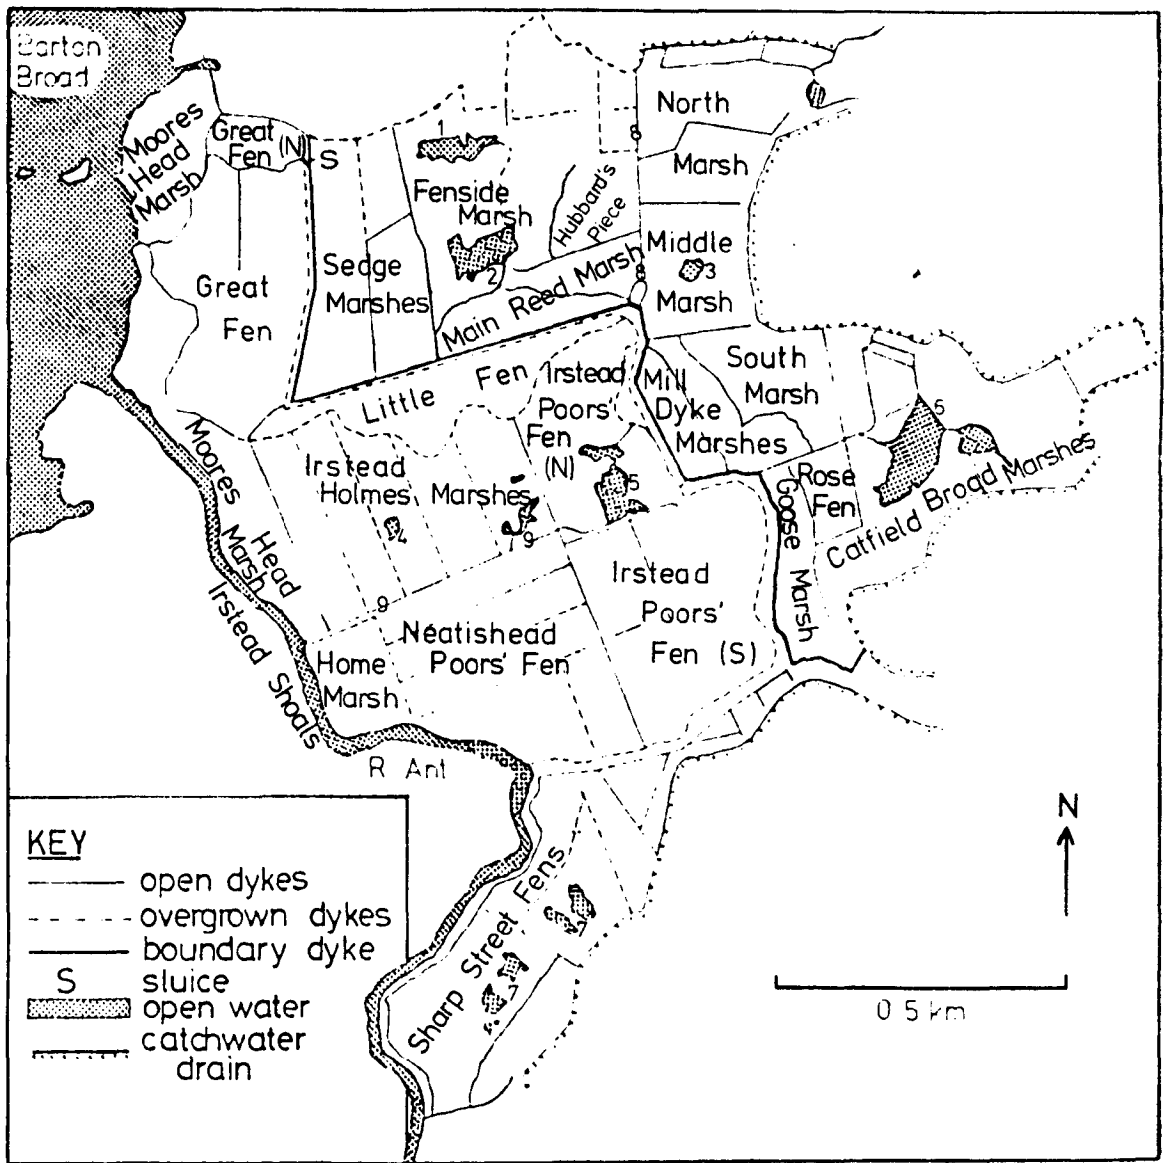 Barton
Broad
Moores
Head
Marsh
Great
Fen (N)
S
1
Fenside
Marsh
2
Hubbard's
Piece
8
North
Marsh
Middle
3
Marsh
8
Sedge
Marshes
Great
Fen
Main Reed Marsh
Little Fen
Irstead
Poors'
Fen
(N)
5
Mill
Dyke
Marshes
South
Marsh
5
Rose
Fen
Catfield Broad Marshes
Goose Marsh
Moores Head
Marsh
Irstead Shoals
Irstead
Holmes Marshes
4
9
9
Irstead
Poors'
Fen (S)
Neatishead
Poors' Fen
Home
Marsh
R Ant
Sharp Street Fens
7
N
0 5 km
KEY
open dykes
overgrown dykes
boundary dyke
S sluice
open water
catchwater
drain